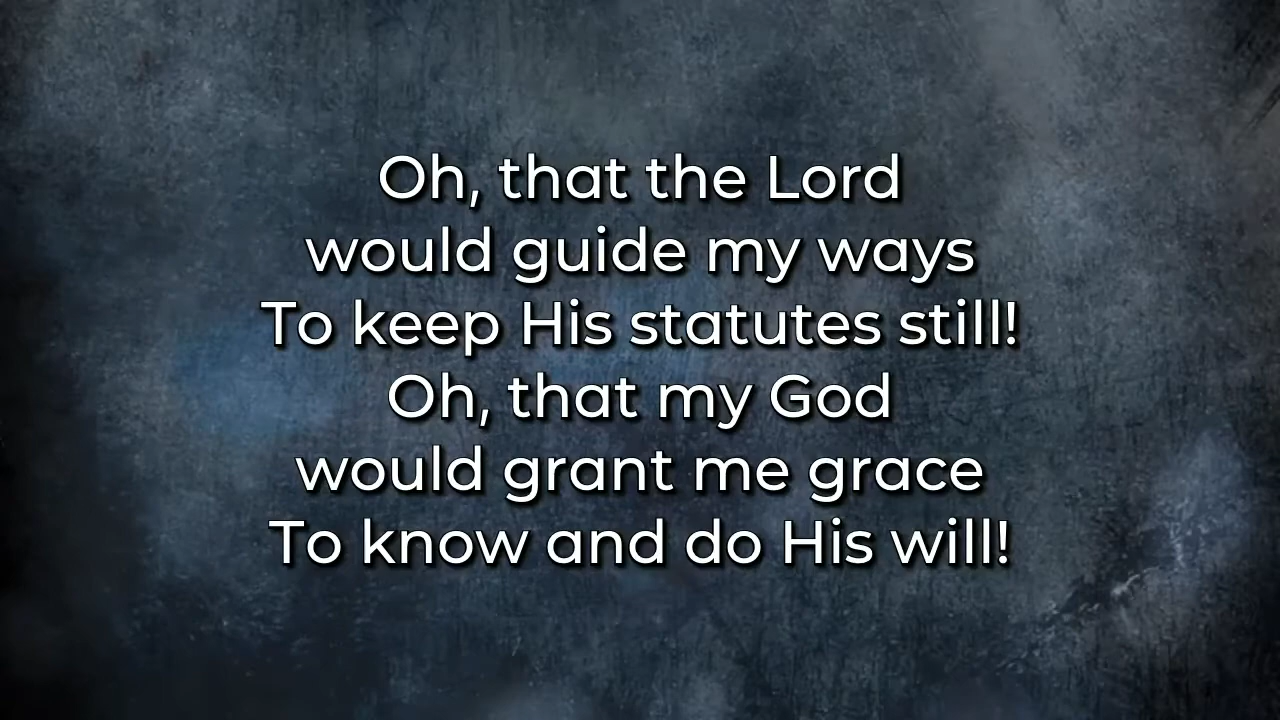 Oh, that the Lord
would guide my ways
To keep His statutes still!
Oh, that my God
would grant me grace
To know and do His will!